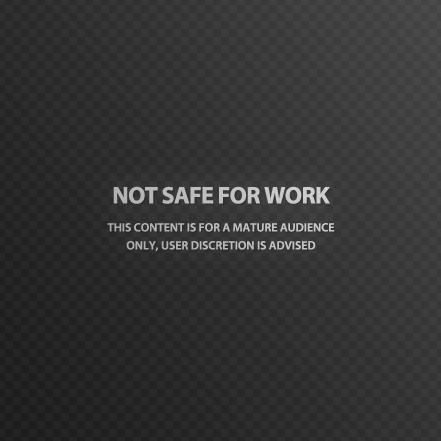 NOT SAFE FOR WORK
THIS CONTENT IS FOR A MATURE AUDIENCE
ONLY, USER DISCRETION IS ADVISED